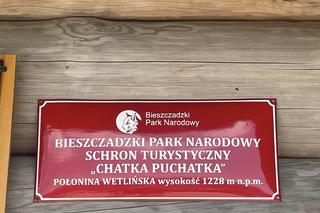 Bieszczadzki
Park Narodowy
BIESZCZADZKI PARK NARODOWY
SCHRON TURYSTYCZNY
„CHATKA PUCHATKA"
POŁONINA WETLIŃSKA wysokość 1228 m n.p.m.